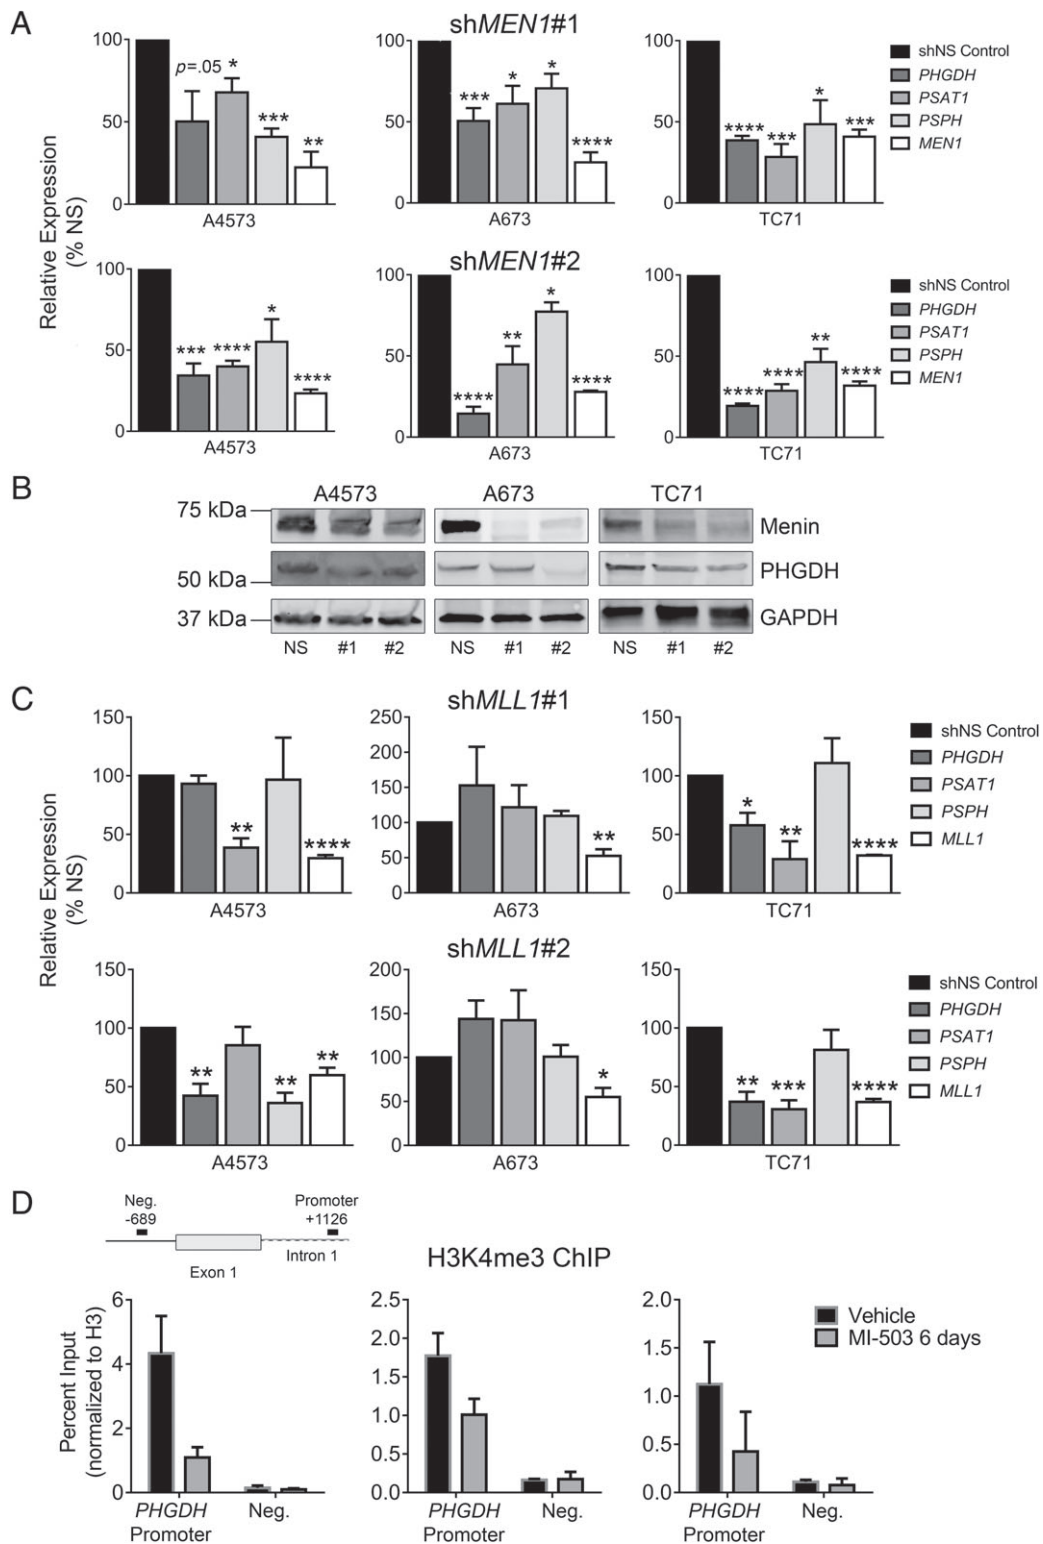 A
shMEN1#1
Relative Expression
(% NS)
100
50
0
p=.05 * *** **
A4573
100
50
0
*** * * ****
A673
100
50
0
**** *** * ***
TC71
shNS Control
PHGDH
PSAT1
PSPH
MEN1
shMEN1#2
100
50
0
*** **** * ****
A4573
100
50
0
**** ** * ****
A673
100
50
0
**** **** ** ****
TC71
shNS Control
PHGDH
PSAT1
PSPH
MEN1
B
A4573 A673 TC71
75 kDa
Menin
50 kDa
PHGDH
37 kDa
GAPDH
NS #1 #2 NS #1 #2 NS #1 #2
C
shMLL1#1
Relative Expression
(% NS)
150
100
50
0
** ****
A4573
250
200
150
100
50
0
**
A673
150
100
50
0
* ** ****
TC71
shNS Control
PHGDH
PSAT1
PSPH
MLL1
shMLL1#2
150
100
50
0
** ** **
A4573
200
150
100
50
0
*
A673
150
100
50
0
** *** ****
TC71
shNS Control
PHGDH
PSAT1
PSPH
MLL1
D
Neg.
-689
Promoter
+1126
Exon 1
Intron 1
H3K4me3 ChIP
Percent Input
(normalized to H3)
6
4
2
0
PHGDH
Promoter
Neg.
2.5
2.0
1.5
1.0
0.5
0.0
PHGDH
Promoter
Neg.
2.0
1.5
1.0
0.5
0.0
PHGDH
Promoter
Neg.
Vehicle
MI-503 6 days